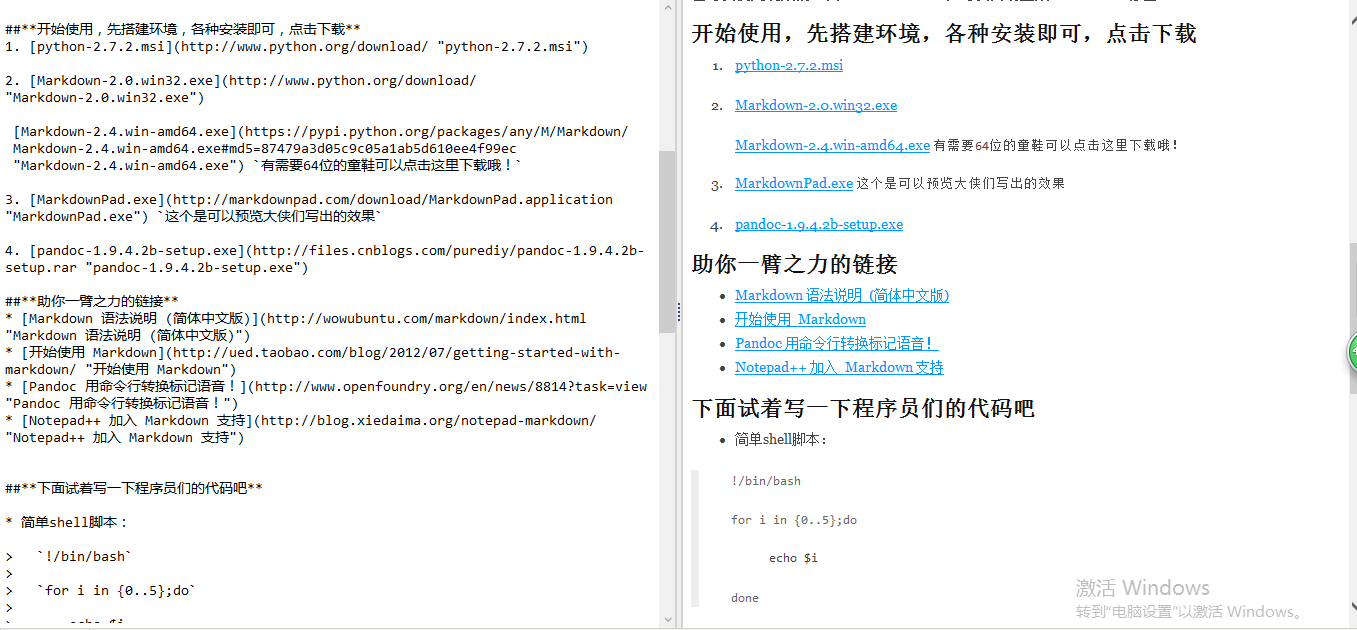 ##**开始使用，先搭建环境，各种安装即可，点击下载**
1. [python-2.7.2.msi](http://www.python.org/download/ "python-2.7.2.msi")
2. [Markdown-2.0.win32.exe](http://www.python.org/download/
"Markdown-2.0.win32.exe")
[Markdown-2.4.win-amd64.exe](https://pypi.python.org/packages/any/M/Markdown/
Markdown-2.4.win-amd64.exe#md5=87479a3d05c9c05a1ab5d610ee4f99ec
"Markdown-2.4.win-amd64.exe") `有需要64位的童鞋可以点击这里下载哦！`
3. [MarkdownPad.exe](http://markdownpad.com/download/MarkdownPad.application
"MarkdownPad.exe") `这个是可以预览大侠们写出的效果`
4. [pandoc-1.9.4.2b-setup.exe](http://files.cnblogs.com/purediy/pandoc-1.9.4.2b-
setup.rar "pandoc-1.9.4.2b-setup.exe")
##**助你一臂之力的链接**
* [Markdown 语法说明 (简体中文版)](http://wowubuntu.com/markdown/index.html
"Markdown 语法说明 (简体中文版)")
* [开始使用 Markdown](http://ued.taobao.com/blog/2012/07/getting-started-with-
markdown/ "开始使用 Markdown")
* [Pandoc 用命令行转换标记语音！](http://www.openfoundry.org/en/news/8814?task=view
"Pandoc 用命令行转换标记语音！")
* [Notepad++ 加入 Markdown 支持](http://blog.xiedaima.org/notepad-markdown/
"Notepad++ 加入 Markdown 支持")
##**下面试着写一下程序员们的代码吧**
* 简单shell脚本：
> `!/bin/bash`
>
> `for i in {0..5};do`
>
开始使用，先搭建环境，各种安装即可，点击下载
1. python-2.7.2.msi
2. Markdown-2.0.win32.exe
Markdown-2.4.win-amd64.exe 有需要64位的童鞋可以点击这里下载哦！
3. MarkdownPad.exe 这个是可以预览大侠们写出的效果
4. pandoc-1.9.4.2b-setup.exe
助你一臂之力的链接
• Markdown 语法说明 (简体中文版)
• 开始使用 Markdown
• Pandoc 用命令行转换标记语音！
• Notepad++ 加入 Markdown 支持
下面试着写一下程序员们的代码吧
• 简单shell脚本：
!/bin/bash
for i in {0..5};do
echo $i
done
激活 Windows
转到"电脑设置"以激活 Windows。